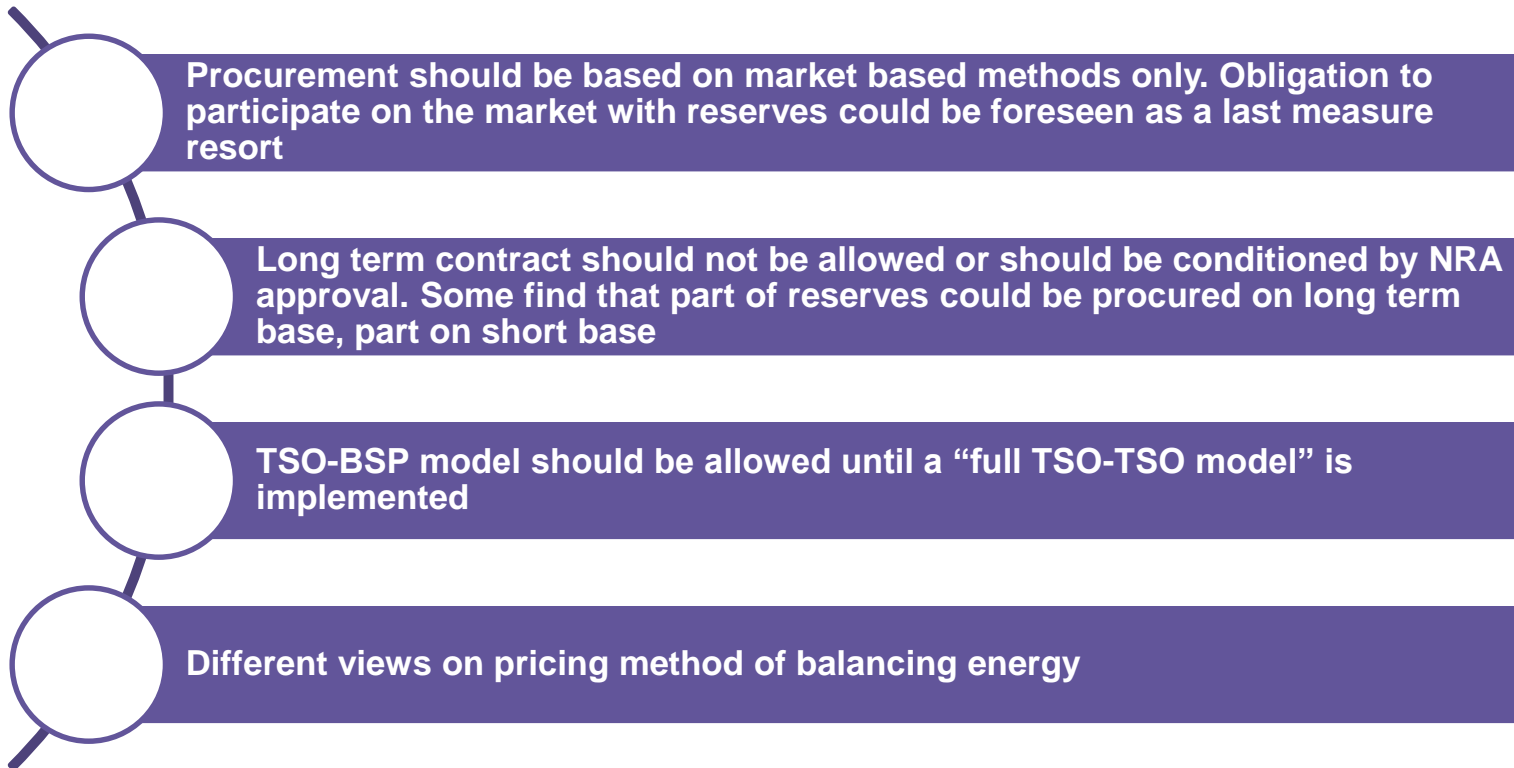 Procurement should be based on market based methods only. Obligation to
participate on the market with reserves could be foreseen as a last measure
resort
Long term contract should not be allowed or should be conditioned by NRA
approval. Some find that part of reserves could be procured on long term
base, part on short base
TSO-BSP model should be allowed until a “full TSO-TSO model” is
implemented
Different views on pricing method of balancing energy